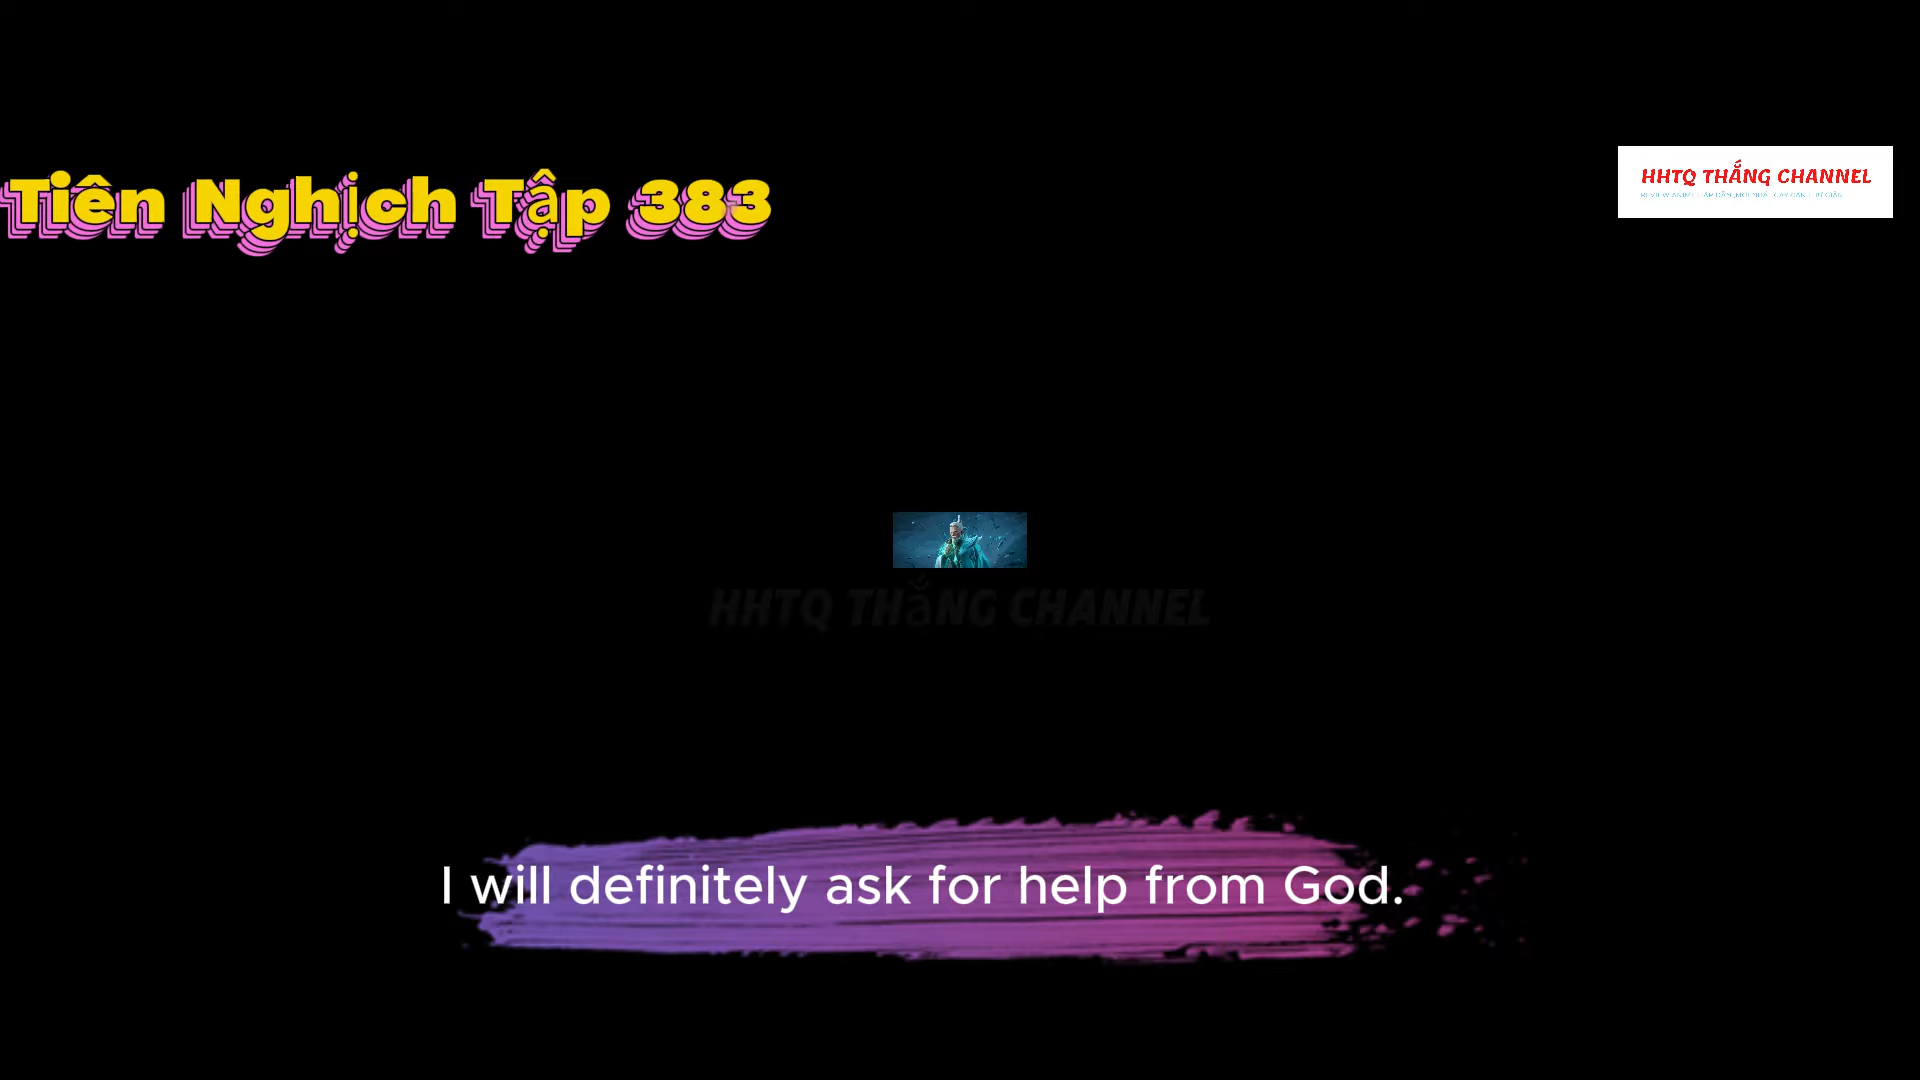 Tiên Nghịch Tập 383
HHTQ THẮNG CHANNEL
HHTQ THẮNG CHANNEL
I will definitely ask for help from God.